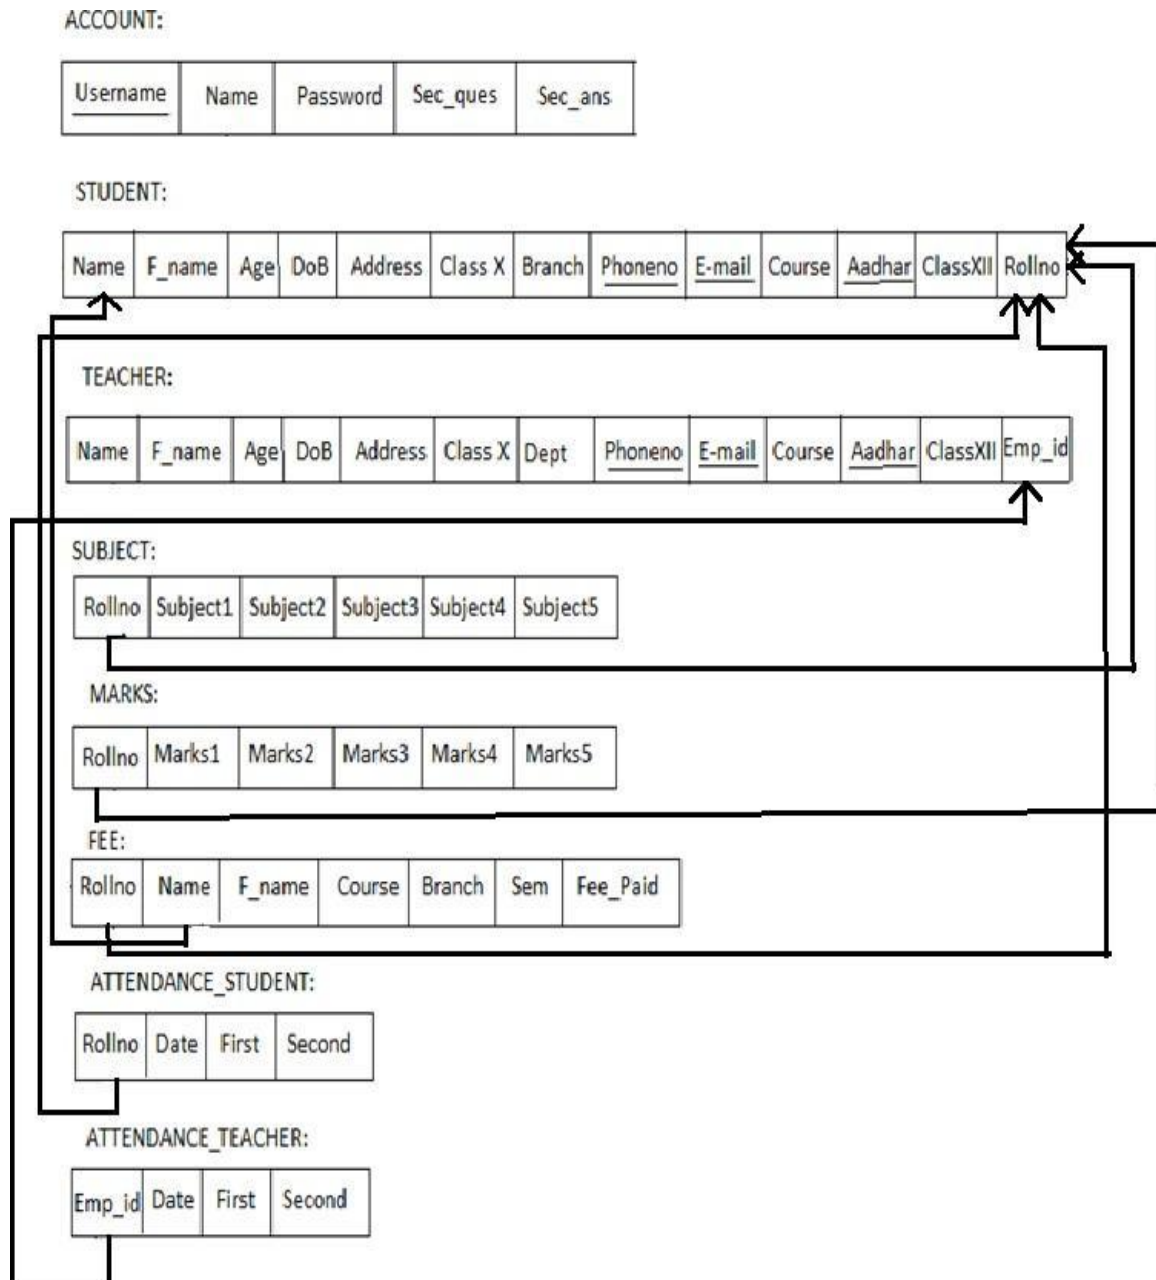 ACCOUNT:
Username Name Password Sec_ques Sec_ans
STUDENT:
Name F_name Age DoB Address Class X Branch Phoneno E-mail Course Aadhar ClassXII Rollno
TEACHER:
Name F_name Age DoB Address Class X Dept Phoneno E-mail Course Aadhar ClassXII Emp_id
SUBJECT:
Rollno Subject1 Subject2 Subject3 Subject4 Subject5
MARKS:
Rollno Marks1 Marks2 Marks3 Marks4 Marks5
FEE:
Rollno Name F_name Course Branch Sem Fee_Paid
ATTENDANCE_STUDENT:
Rollno Date First Second
ATTENDANCE_TEACHER:
Emp_id Date First Second